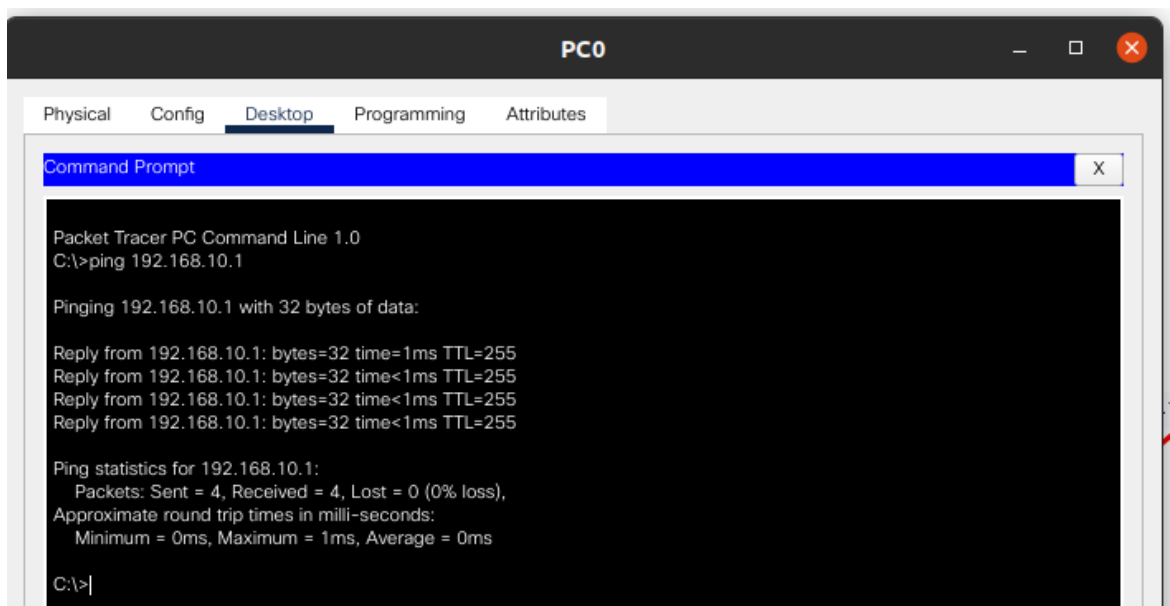 PC0
Physical Config Desktop Programming Attributes
Command Prompt X
Packet Tracer PC Command Line 1.0
C:\>ping 192.168.10.1
Pinging 192.168.10.1 with 32 bytes of data:
Reply from 192.168.10.1: bytes=32 time=1ms TTL=255
Reply from 192.168.10.1: bytes=32 time<1ms TTL=255
Reply from 192.168.10.1: bytes=32 time<1ms TTL=255
Reply from 192.168.10.1: bytes=32 time<1ms TTL=255
Ping statistics for 192.168.10.1:
Packets: Sent = 4, Received = 4, Lost = 0 (0% loss),
Approximate round trip times in milli-seconds:
Minimum = 0ms, Maximum = 1ms, Average = 0ms
C:\>